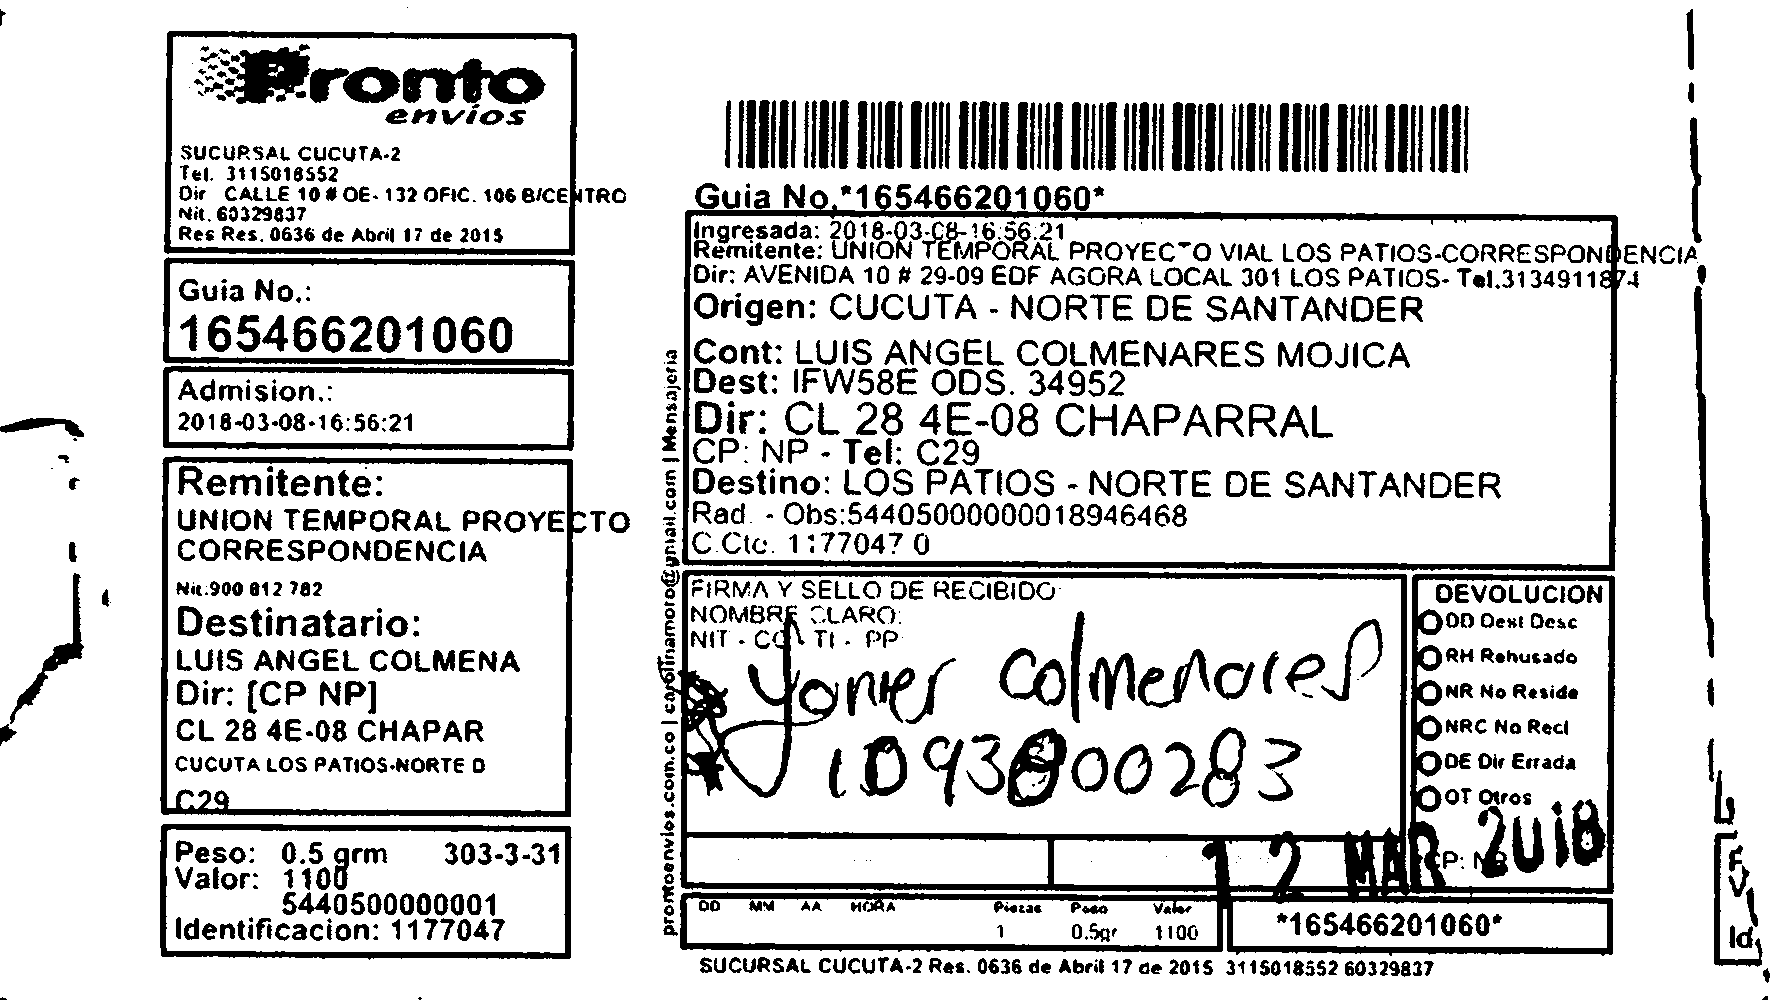 Pronto
envíos
SUCURSAL CUCUTA-2
Tel. 3115018552
Dir CALLE 10 # OE- 132 OFIC. 106 B/CENTRO
Nit. 60329837
Res Res. 0636 de Abril 17 de 2015
Guia No.:
165466201060
Admision.:
2018-03-08-16:56:21
Remitente:
UNION TEMPORAL PROYECTO
CORRESPONDENCIA
Nit:900 812 782
Destinatario:
LUIS ANGEL COLMENA
Dir: [CP NP]
CL 28 4E-08 CHAPAR
CUCUTA LOS PATIOS-NORTE D
C29
Peso: 0.5 grm 303-3-31
Valor: 1100
5440500000001
Identificacion: 1177047
prontoenvios.com.co | carolinamoro@gmail.com | Mensajeria
Guia No.*165466201060*
Ingresada: 2018-03-08-16:56:21
Remitente: UNION TEMPORAL PROYECTO VIAL LOS PATIOS-CORRESPONDENCIA
Dir: AVENIDA 10 # 29-09 EDF AGORA LOCAL 301 LOS PATIOS- Tel.3134911874
Origen: CUCUTA - NORTE DE SANTANDER
Cont: LUIS ANGEL COLMENARES MOJICA
Dest: IFW58E ODS. 34952
Dir: CL 28 4E-08 CHAPARRAL
CP: NP - Tel: C29
Destino: LOS PATIOS - NORTE DE SANTANDER
Rad. - Obs:54405000000018946468
C.Cto. 1177047 0
FIRMA Y SELLO DE RECIBIDO
NOMBRE CLARO:
NIT - CC - TI - PP
Yanier Colmenares
1093800283
DEVOLUCION
DD Dest Desc
RH Rehusado
NR No Reside
NRC No Recl
DE Dir Errada
OT Otros
CP: NP
12 MAR 2018
DD MM AA HORA Piezas Peso Valor
1 0.5gr 1100
*165466201060*
SUCURSAL CUCUTA-2 Res. 0636 de Abril 17 de 2015 3115018552 60329837
Id